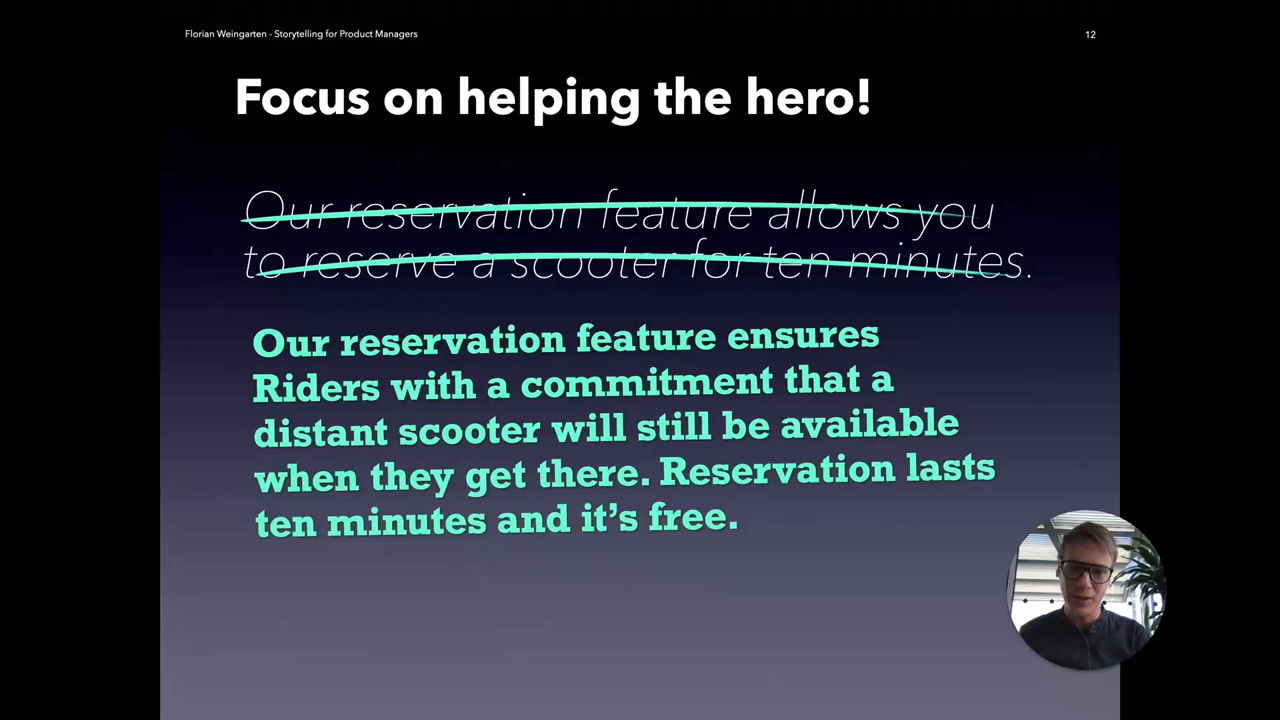 Florian Weingarten - Storytelling for Product Managers
12
Focus on helping the hero!
Our reservation feature allows you
to reserve a scooter for ten minutes.
Our reservation feature ensures
Riders with a commitment that a
distant scooter will still be available
when they get there. Reservation lasts
ten minutes and it’s free.